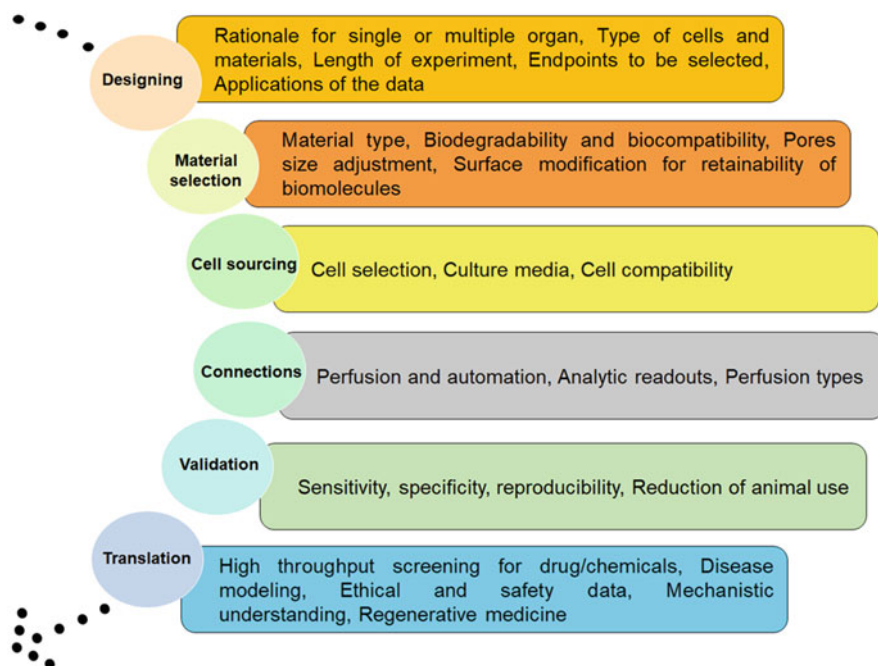 Designing
Rationale for single or multiple organ, Type of cells and
materials, Length of experiment, Endpoints to be selected,
Applications of the data
Material
selection
Material type, Biodegradability and biocompatibility, Pores
size adjustment, Surface modification for retainability of
biomolecules
Cell sourcing
Cell selection, Culture media, Cell compatibility
Connections
Perfusion and automation, Analytic readouts, Perfusion types
Validation
Sensitivity, specificity, reproducibility, Reduction of animal use
Translation
High throughput screening for drug/chemicals, Disease
modeling, Ethical and safety data, Mechanistic
understanding, Regenerative medicine